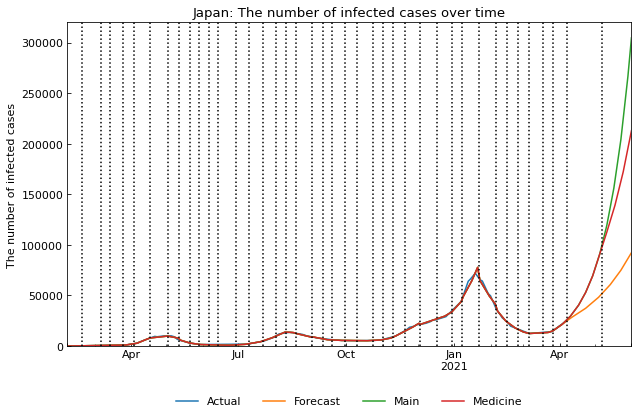 Japan: The number of infected cases over time
The number of infected cases
300000
250000
200000
150000
100000
50000
0
Apr Jul Oct Jan Apr
2021
Actual Forecast Main Medicine